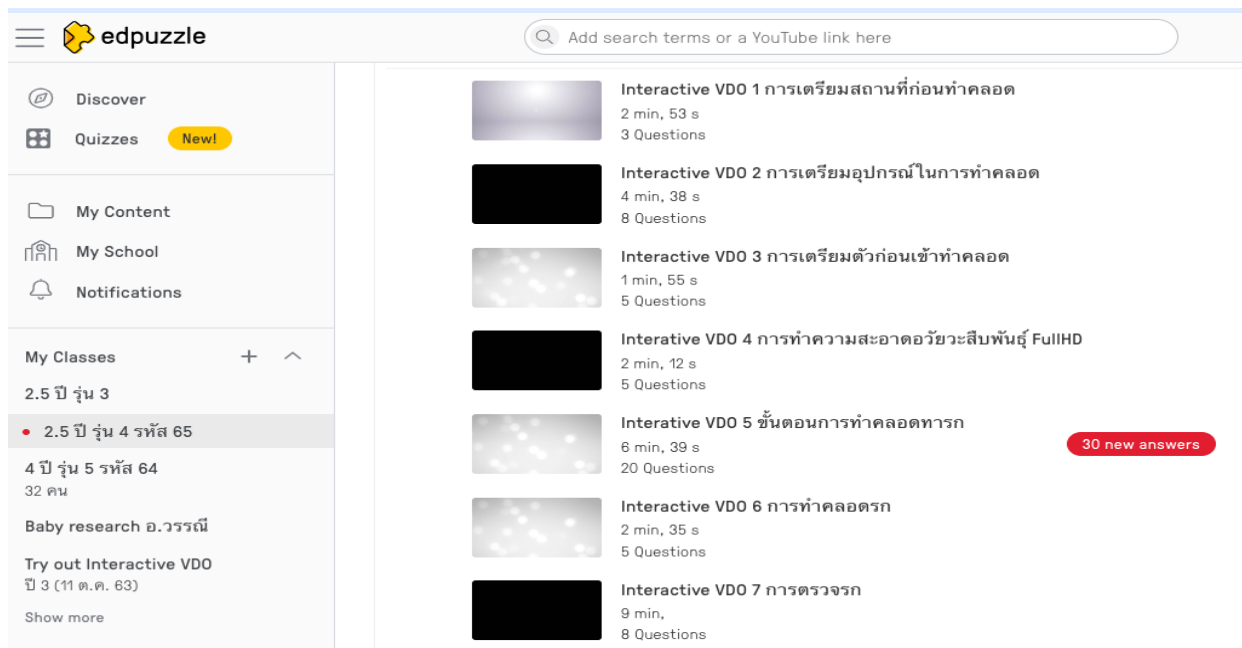 edpuzzle
Add search terms or a YouTube link here
Discover
Quizzes New!
My Content
My School
Notifications
My Classes
2.5 ปี รุ่น 3
2.5 ปี รุ่น 4 รหัส 65
4 ปี รุ่น 5 รหัส 64
32 คน
Baby research อ.วรรณี
Try out Interactive VDO
ปี 3 (11 ต.ค. 63)
Show more
Interactive VDO 1 การเตรียมสถานที่ก่อนทำคลอด
2 min, 53 s
3 Questions
Interactive VDO 2 การเตรียมอุปกรณ์ในการทำคลอด
4 min, 38 s
8 Questions
Interactive VDO 3 การเตรียมตัวก่อนเข้าทำคลอด
1 min, 55 s
5 Questions
Interative VDO 4 การทำความสะอาดอวัยวะสืบพันธุ์ FullHD
2 min, 12 s
5 Questions
Interative VDO 5 ขั้นตอนการทำคลอดทารก
6 min, 39 s
20 Questions
30 new answers
Interactive VDO 6 การทำคลอดรก
2 min, 35 s
5 Questions
Interactive VDO 7 การตรวจรก
9 min,
8 Questions